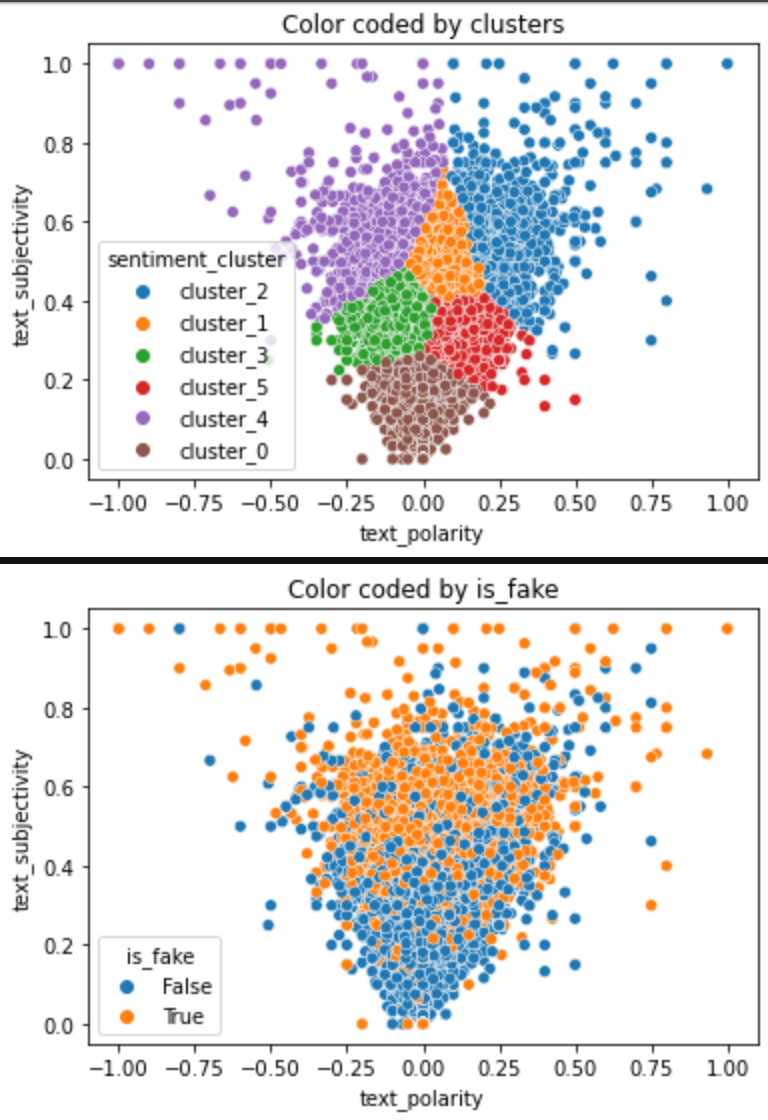 Color coded by clusters
1.0
0.8
0.6
0.4
0.2
0.0
text_subjectivity
sentiment_cluster
cluster_2
cluster_1
cluster_3
cluster_5
cluster_4
cluster_0
−1.00 −0.75 −0.50 −0.25 0.00 0.25 0.50 0.75 1.00
text_polarity
Color coded by is_fake
1.0
0.8
0.6
0.4
0.2
0.0
text_subjectivity
is_fake
False
True
−1.00 −0.75 −0.50 −0.25 0.00 0.25 0.50 0.75 1.00
text_polarity